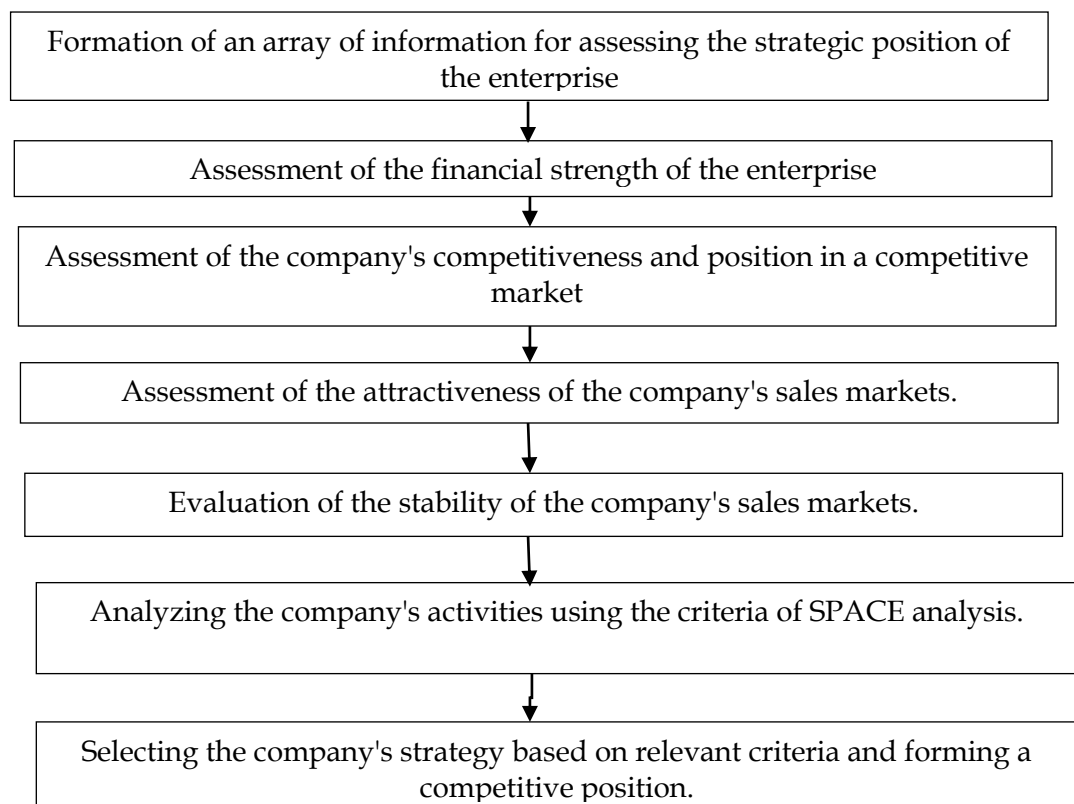 Formation of an array of information for assessing the strategic position of
the enterprise
Assessment of the financial strength of the enterprise
Assessment of the company's competitiveness and position in a competitive
market
Assessment of the attractiveness of the company's sales markets.
Evaluation of the stability of the company's sales markets.
Analyzing the company's activities using the criteria of SPACE analysis.
Selecting the company's strategy based on relevant criteria and forming a
competitive position.